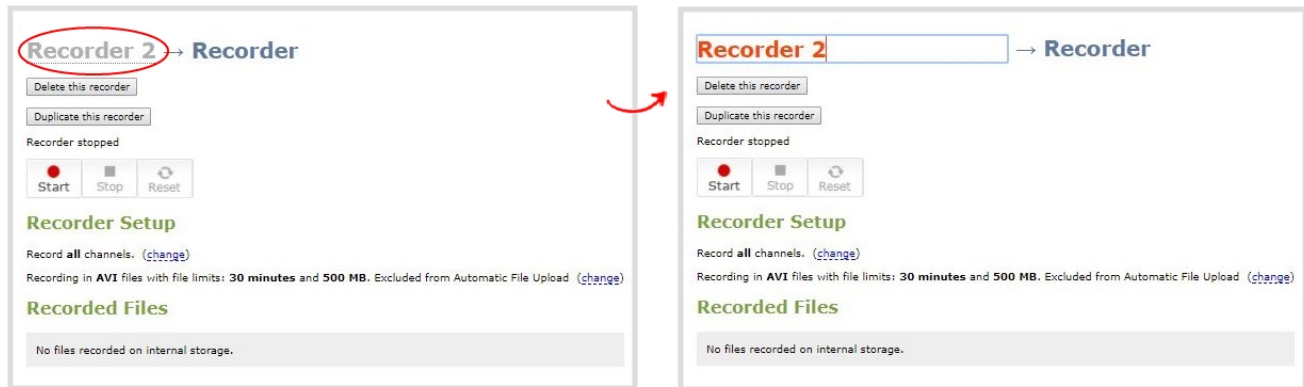 Recorder 2 → Recorder
Delete this recorder
Duplicate this recorder
Recorder stopped
Start Stop Reset
Recorder Setup
Record all channels. (change)
Recording in AVI files with file limits: 30 minutes and 500 MB. Excluded from Automatic File Upload (change)
Recorded Files
No files recorded on internal storage.
Recorder 2 → Recorder
Delete this recorder
Duplicate this recorder
Recorder stopped
Start Stop Reset
Recorder Setup
Record all channels. (change)
Recording in AVI files with file limits: 30 minutes and 500 MB. Excluded from Automatic File Upload (change)
Recorded Files
No files recorded on internal storage.